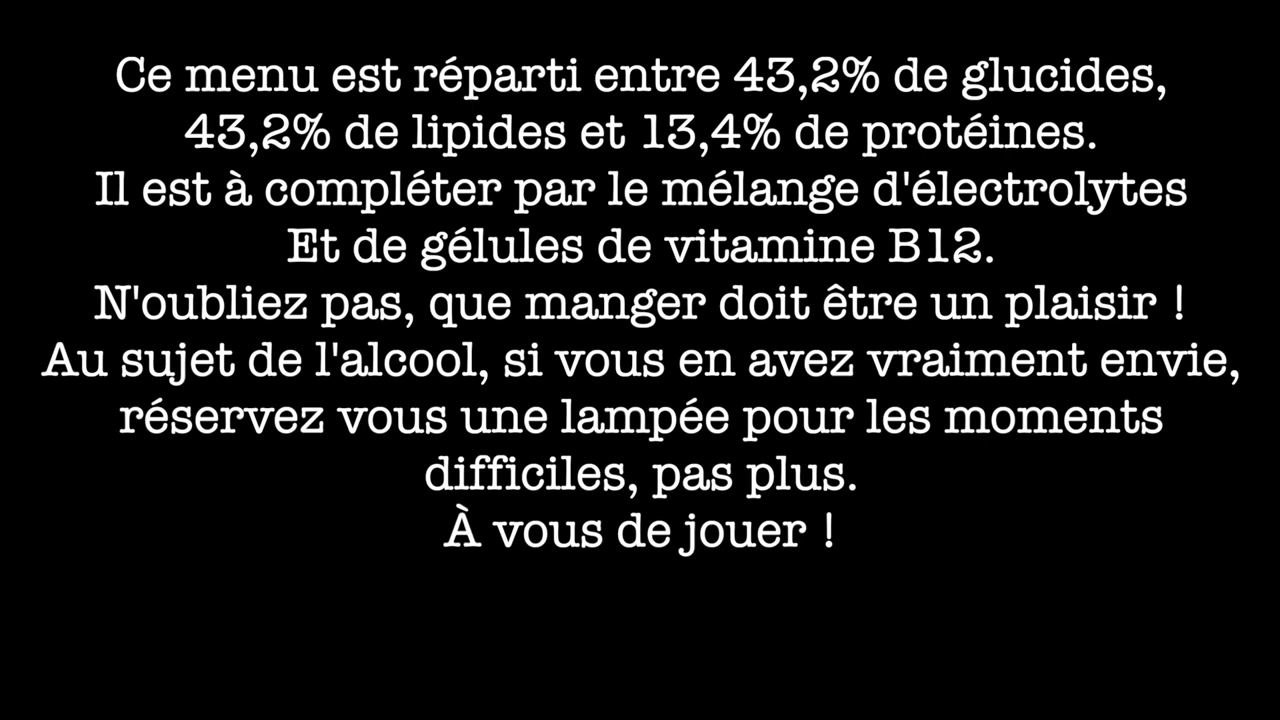 Ce menu est réparti entre 43,2% de glucides,
43,2% de lipides et 13,4% de protéines.
Il est à compléter par le mélange d'électrolytes
Et de gélules de vitamine B12.
N'oubliez pas, que manger doit être un plaisir !
Au sujet de l'alcool, si vous en avez vraiment envie,
réservez vous une lampée pour les moments
difficiles, pas plus.
À vous de jouer !